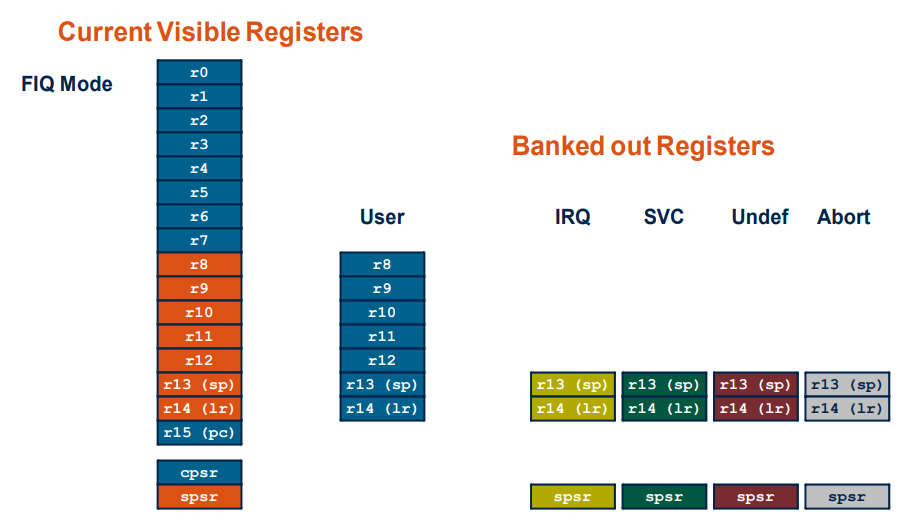 Current Visible Registers
FIQ Mode
r0
r1
r2
r3
r4
r5
r6
r7
r8
r9
r10
r11
r12
r13 (sp)
r14 (lr)
r15 (pc)
cpsr
spsr
User
r8
r9
r10
r11
r12
r13 (sp)
r14 (lr)
Banked out Registers
IRQ SVC Undef Abort
r13 (sp) r13 (sp) r13 (sp) r13 (sp)
r14 (lr) r14 (lr) r14 (lr) r14 (lr)
spsr spsr spsr spsr